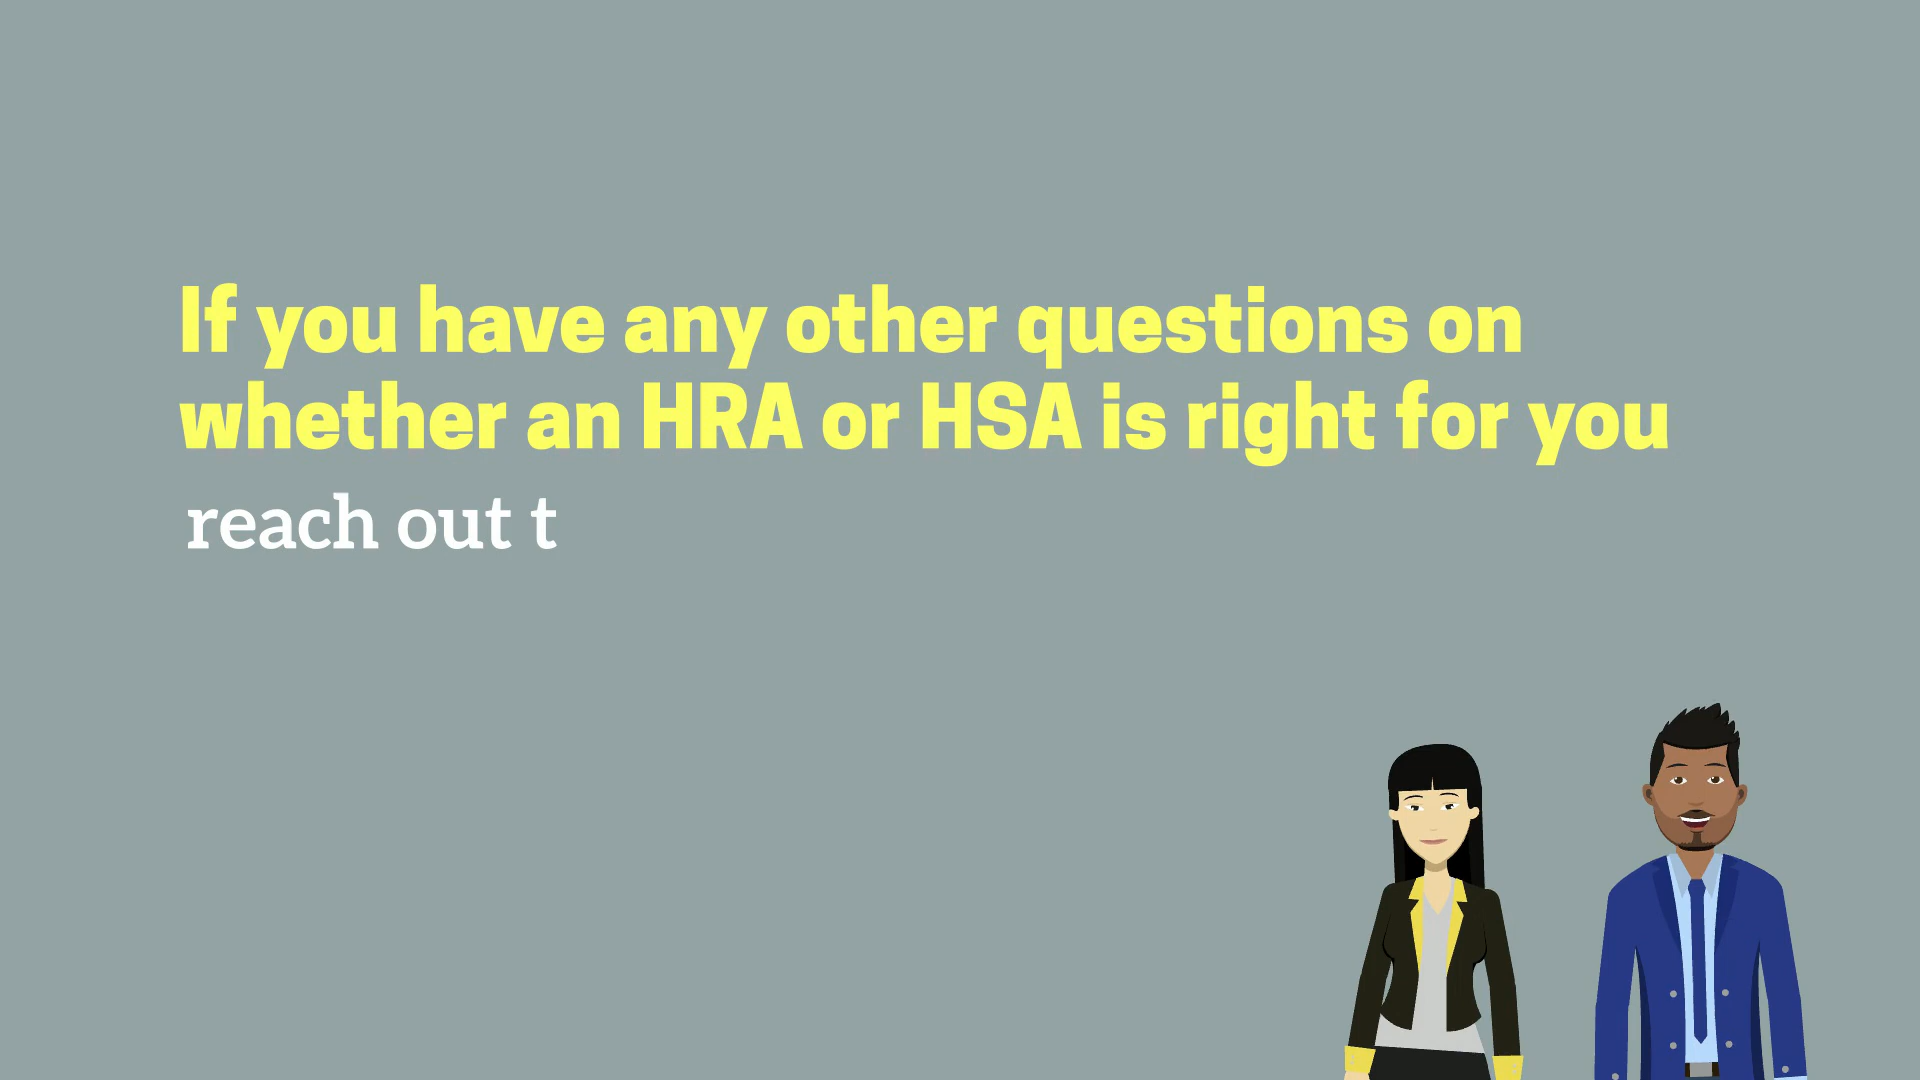 If you have any other questions on
whether an HRA or HSA is right for you
reach out t